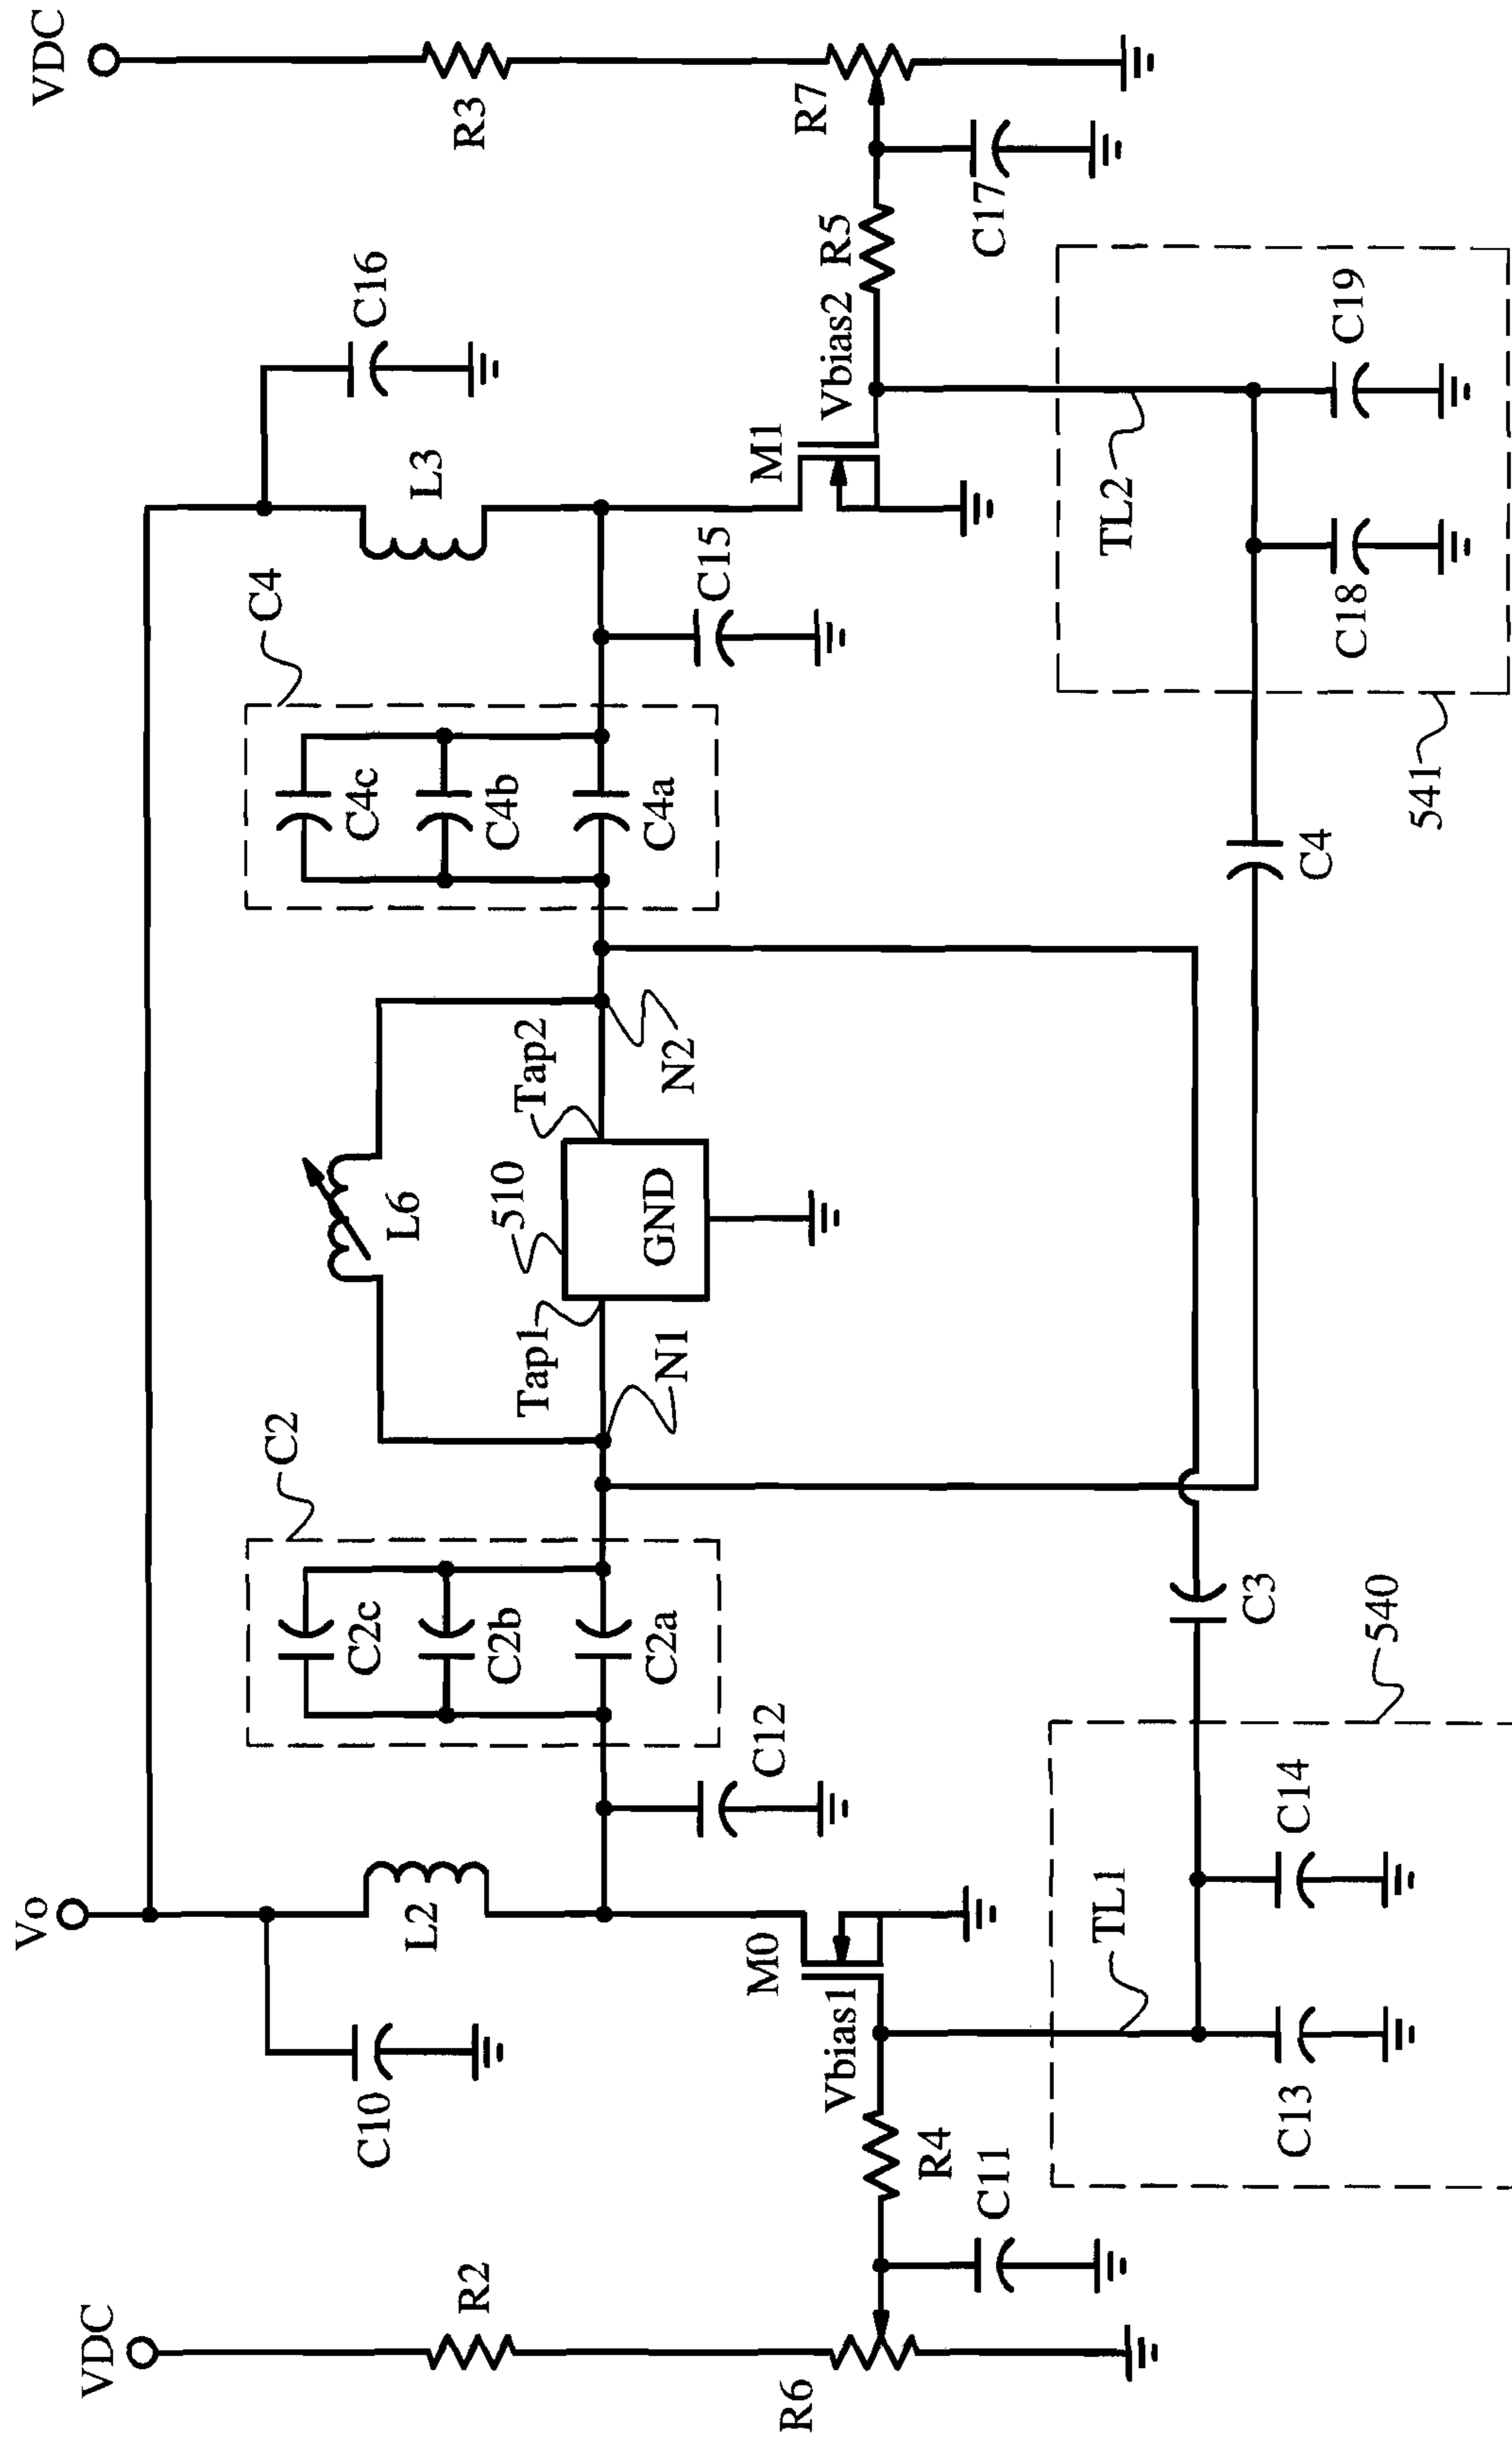 VDC
Vo
VDC
R2
R3
C10
L2
C2
C2c
C2b
C2a
L6
C4
C4c
C4b
C4a
L3
C16
Tap1
510
Tap2
GND
N1
N2
C12
C15
R6
R4
Vbias1
M0
M1
Vbias2
R5
R7
C11
C17
TL1
TL2
C13
C14
540
C3
C4
541
C18
C19